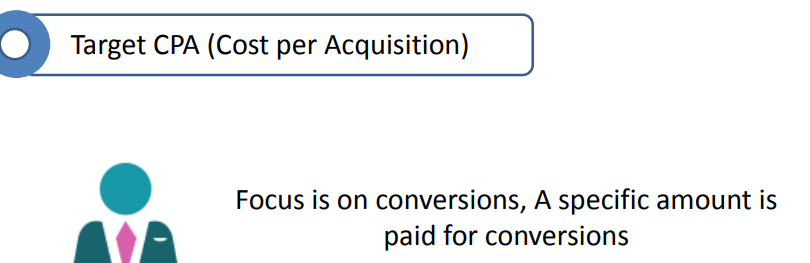 Target CPA (Cost per Acquisition)
Focus is on conversions, A specific amount is
paid for conversions